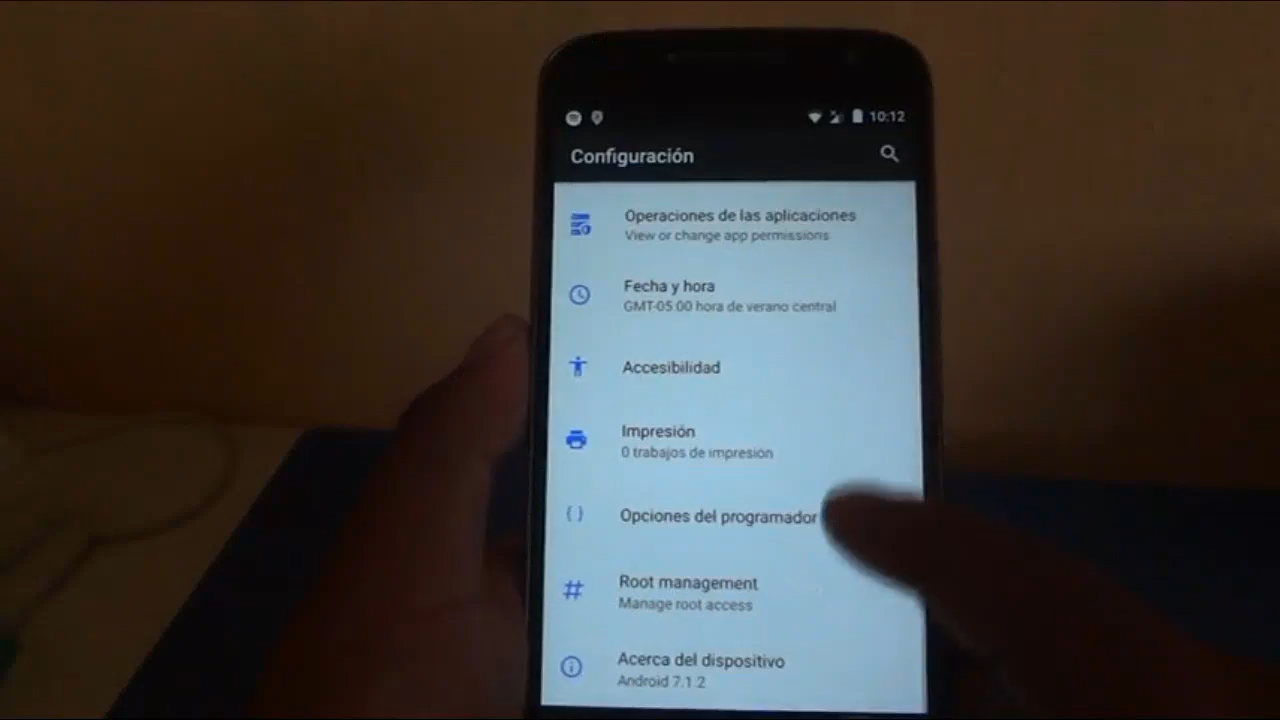 10:12
Configuración
Operaciones de las aplicaciones
View or change app permissions
Fecha y hora
GMT-05:00 hora de verano central
Accesibilidad
Impresión
0 trabajos de impresión
{ } Opciones del programador
# Root management
Manage root access
Acerca del dispositivo
Android 7.1.2